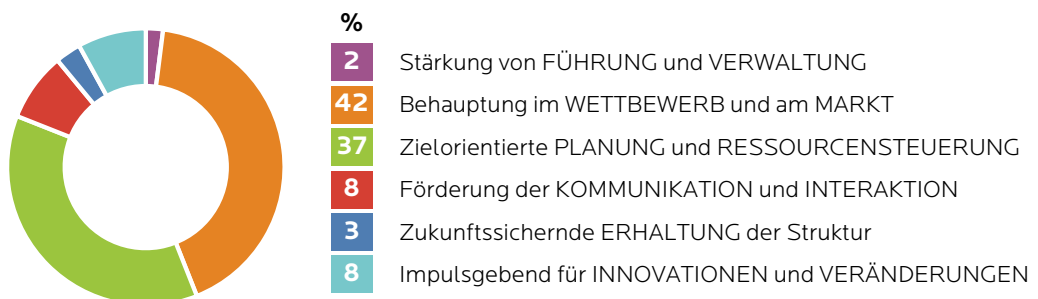 %
2 Stärkung von FÜHRUNG und VERWALTUNG
42 Behauptung im WETTBEWERB und am MARKT
37 Zielorientierte PLANUNG und RESSOURCENSTEUERUNG
8 Förderung der KOMMUNIKATION und INTERAKTION
3 Zukunftssichernde ERHALTUNG der Struktur
8 Impulsgebend für INNOVATIONEN und VERÄNDERUNGEN